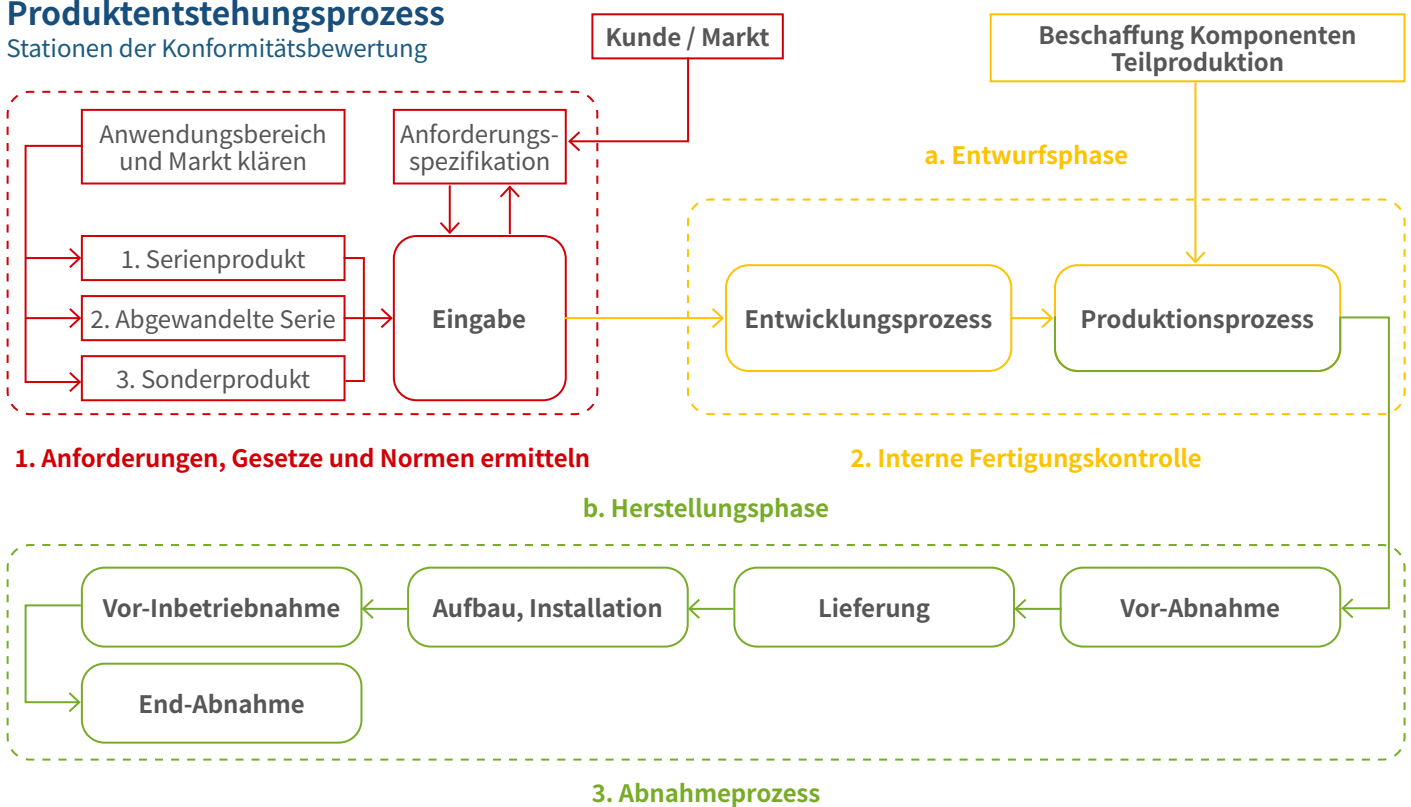 Produktentstehungsprozess
Stationen der Konformitätsbewertung
Kunde / Markt
Beschaffung Komponenten
Teilproduktion
Anwendungsbereich
und Markt klären
Anforderungs-
spezifikation
a. Entwurfsphase
1. Serienprodukt
2. Abgewandelte Serie
3. Sonderprodukt
Eingabe
Entwicklungsprozess
Produktionsprozess
1. Anforderungen, Gesetze und Normen ermitteln
2. Interne Fertigungskontrolle
b. Herstellungsphase
Vor-Inbetriebnahme
Aufbau, Installation
Lieferung
Vor-Abnahme
End-Abnahme
3. Abnahmeprozess